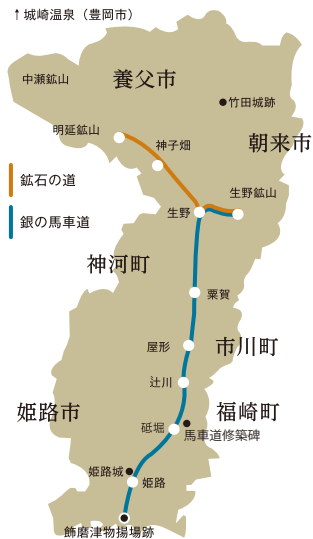 ↑城崎温泉（豊岡市）
中瀬鉱山
養父市
竹田城跡
明延鉱山
神子畑
朝来市
鉱石の道
生野鉱山
生野
銀の馬車道
神河町
粟賀
屋形
市川町
辻川
姫路市
福崎町
砥堀
馬車道修築碑
姫路城
姫路
飾磨津物揚場跡